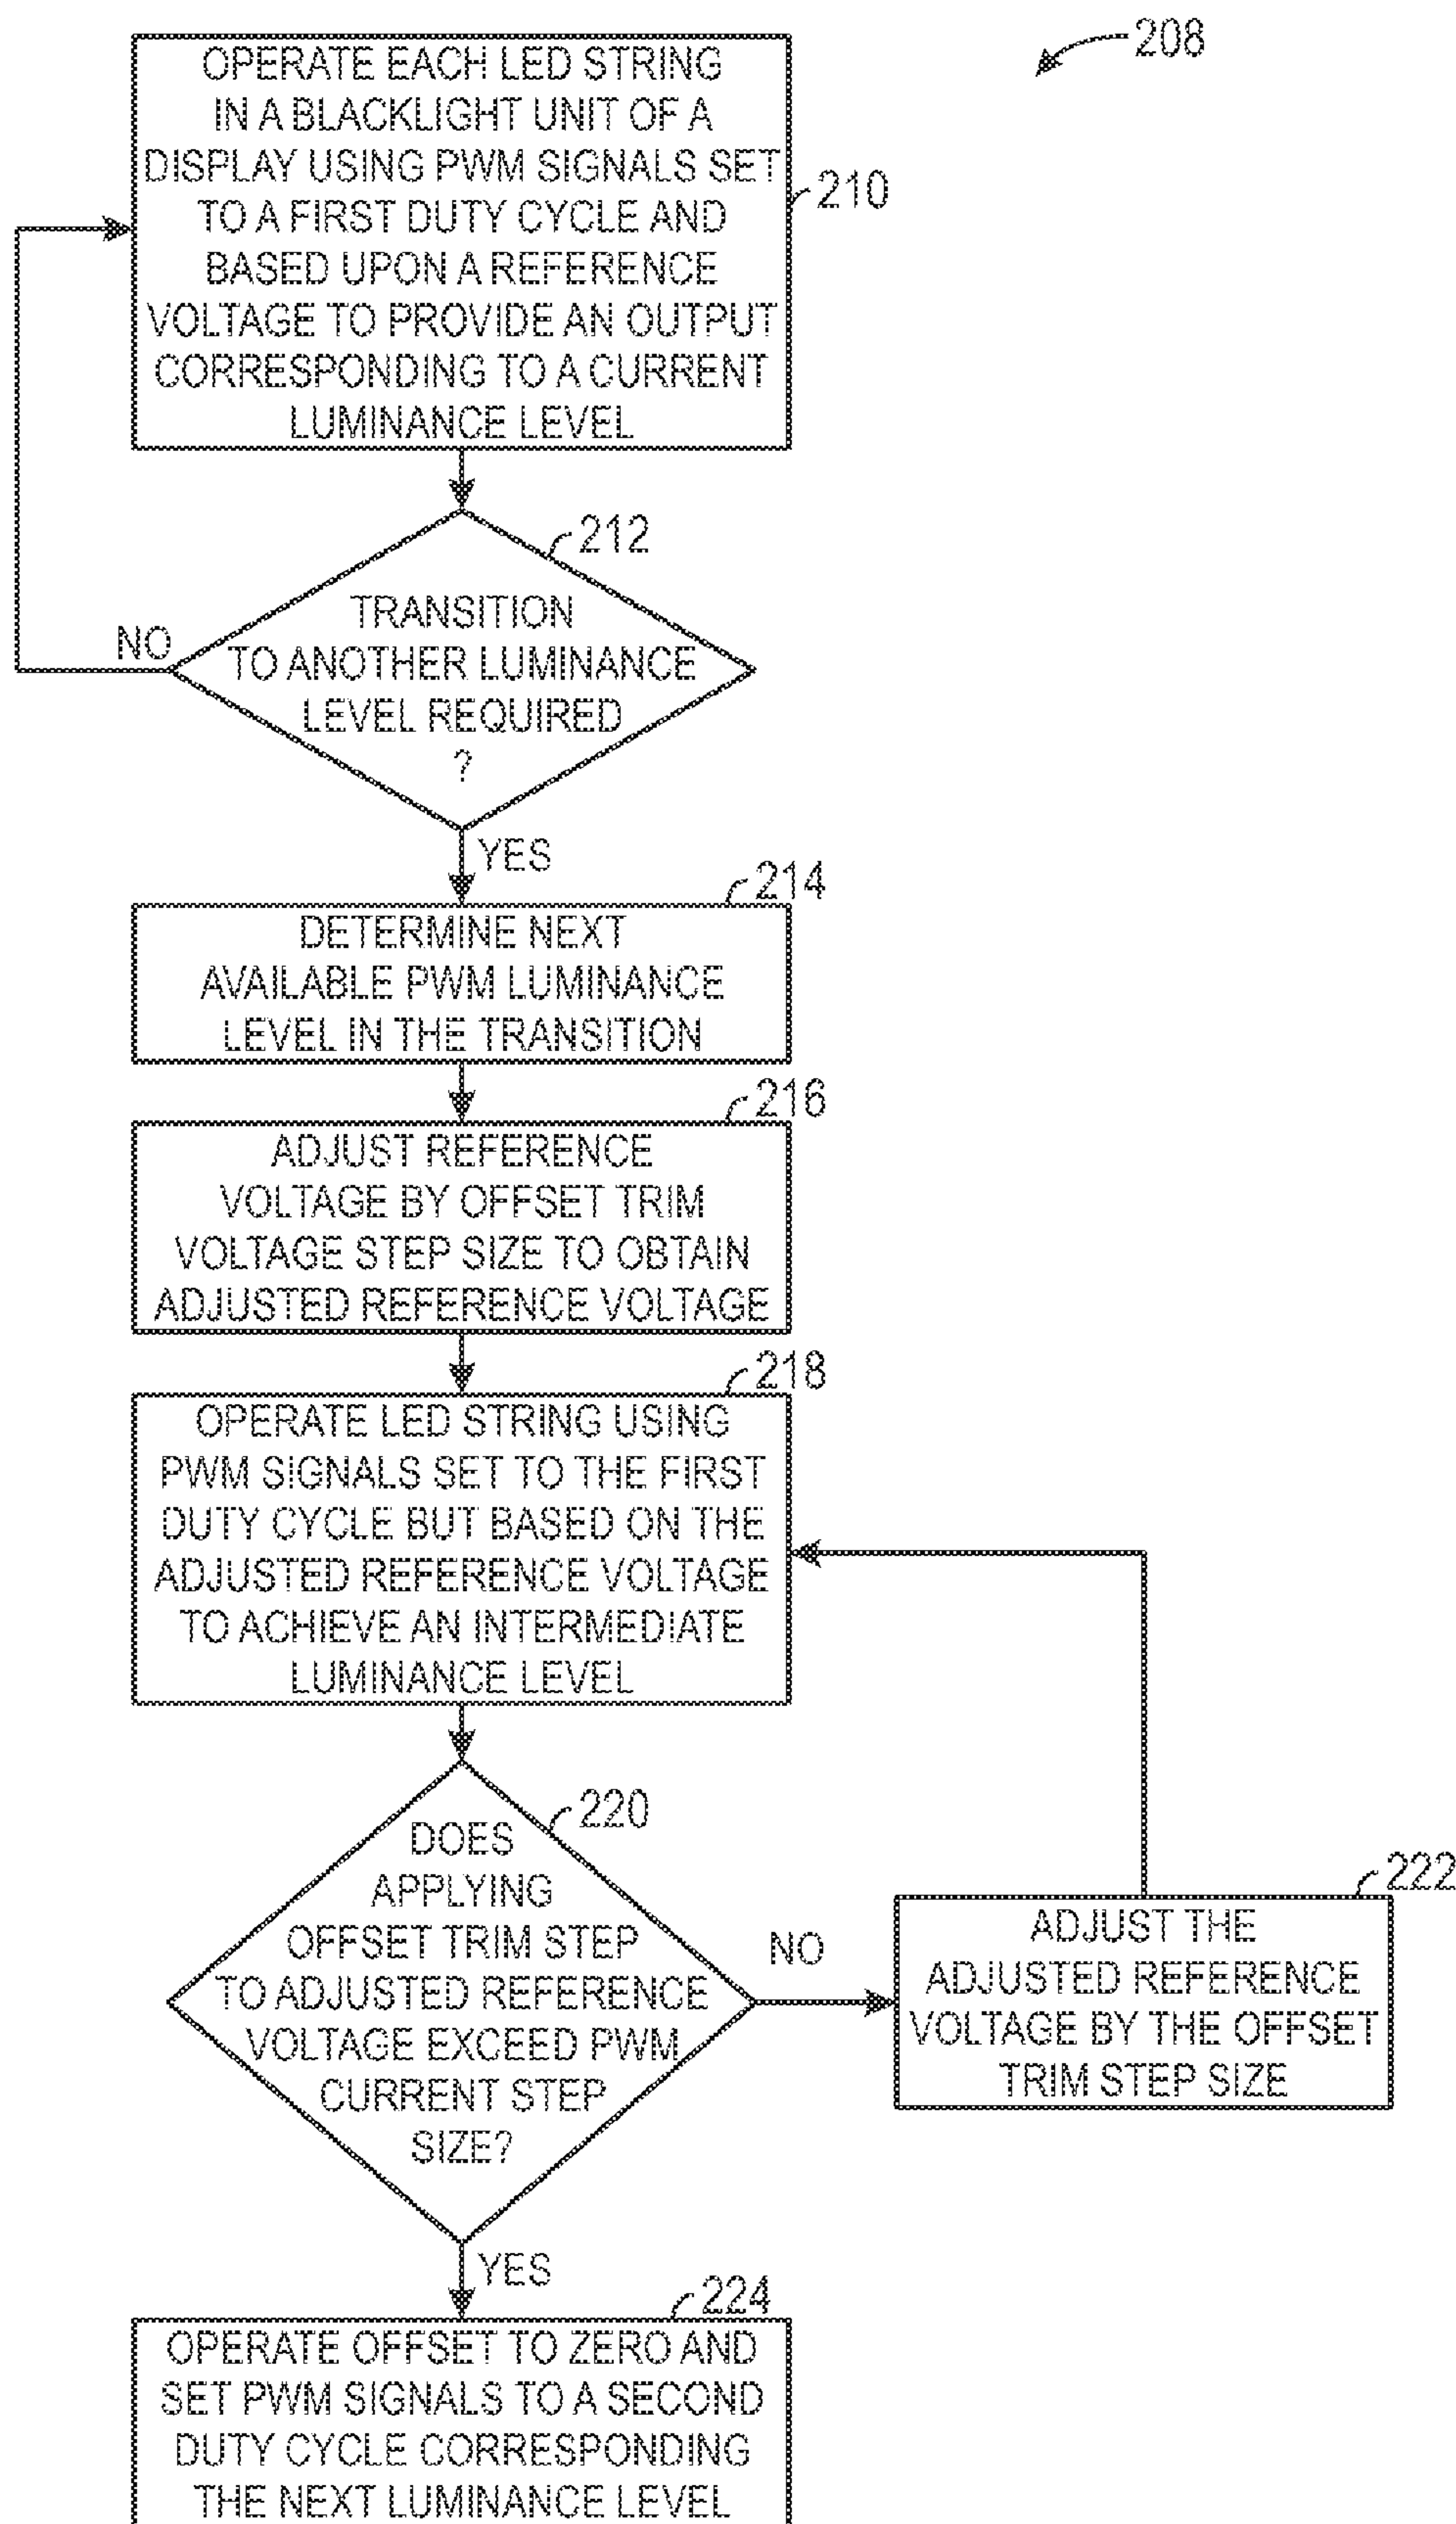 208
OPERATE EACH LED STRING
IN A BLACKLIGHT UNIT OF A
DISPLAY USING PWM SIGNALS SET
TO A FIRST DUTY CYCLE AND
BASED UPON A REFERENCE
VOLTAGE TO PROVIDE AN OUTPUT
CORRESPONDING TO A CURRENT
LUMINANCE LEVEL
210
212
TRANSITION
TO ANOTHER LUMINANCE
LEVEL REQUIRED
?
NO
YES
214
DETERMINE NEXT
AVAILABLE PWM LUMINANCE
LEVEL IN THE TRANSITION
216
ADJUST REFERENCE
VOLTAGE BY OFFSET TRIM
VOLTAGE STEP SIZE TO OBTAIN
ADJUSTED REFERENCE VOLTAGE
218
OPERATE LED STRING USING
PWM SIGNALS SET TO THE FIRST
DUTY CYCLE BUT BASED ON THE
ADJUSTED REFERENCE VOLTAGE
TO ACHIEVE AN INTERMEDIATE
LUMINANCE LEVEL
220
DOES
APPLYING
OFFSET TRIM STEP
TO ADJUSTED REFERENCE
VOLTAGE EXCEED PWM
CURRENT STEP
SIZE?
NO
222
ADJUST THE
ADJUSTED REFERENCE
VOLTAGE BY THE OFFSET
TRIM STEP SIZE
YES
224
OPERATE OFFSET TO ZERO AND
SET PWM SIGNALS TO A SECOND
DUTY CYCLE CORRESPONDING
THE NEXT LUMINANCE LEVEL